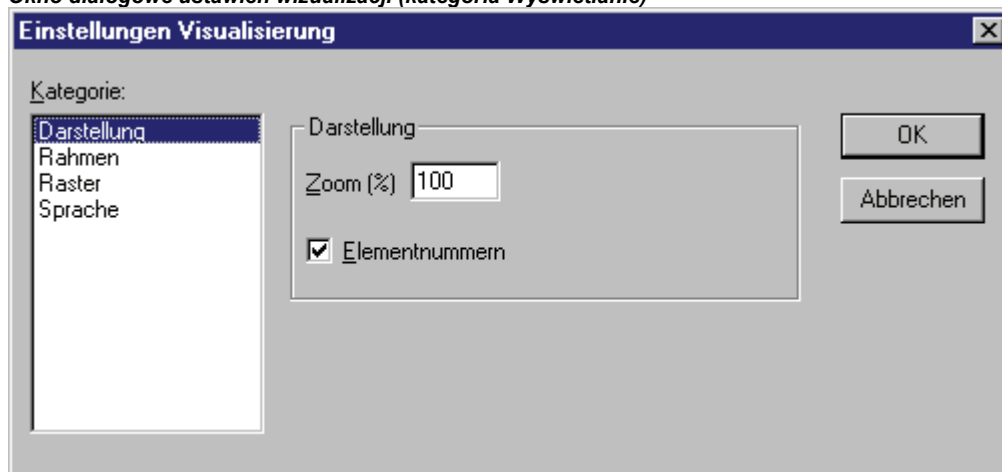 Okno dialogowe ustawień wizualizacji (kategoria Wyświetlanie)
Einstellungen Visualisierung
Kategorie:
Darstellung
Rahmen
Raster
Sprache
Darstellung
Zoom (%) 100
Elementnummern
OK
Abbrechen